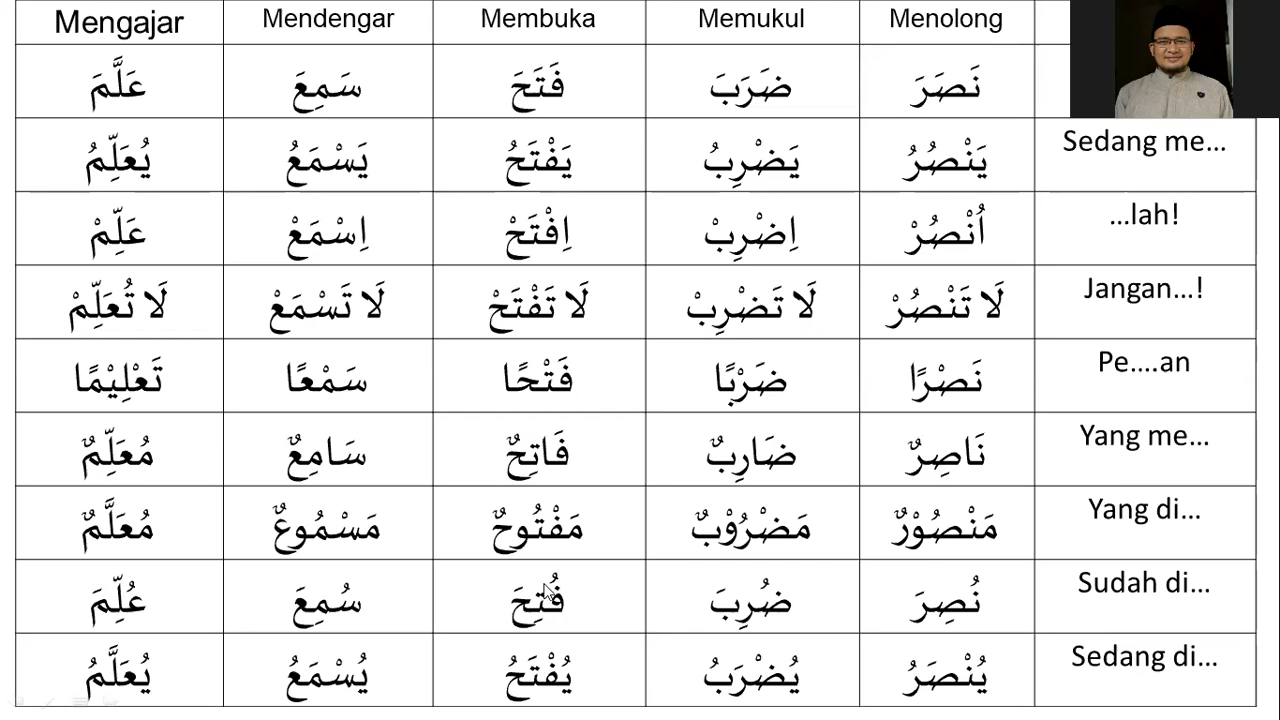 Mengajar Mendengar Membuka Memukul Menolong
عَلَّمَ سَمِعَ فَتَحَ ضَرَبَ نَصَرَ
يُعَلِّمُ يَسْمَعُ يَفْتَحُ يَضْرِبُ يَنْصُرُ Sedang me...
عَلِّمْ اِسْمَعْ اِفْتَحْ اِضْرِبْ اُنْصُرْ ...lah!
لَا تُعَلِّمْ لَا تَسْمَعْ لَا تَفْتَحْ لَا تَضْرِبْ لَا تَنْصُرْ Jangan...!
تَعْلِيْمًا سَمْعًا فَتْحًا ضَرْبًا نَصْرًا Pe....an
مُعَلِّمٌ سَامِعٌ فَاتِحٌ ضَارِبٌ نَاصِرٌ Yang me...
مُعَلَّمٌ مَسْمُوعٌ مَفْتُوحٌ مَضْرُوْبٌ مَنْصُوْرٌ Yang di...
عُلِّمَ سُمِعَ فُتِحَ ضُرِبَ نُصِرَ Sudah di...
يُعَلَّمُ يُسْمَعُ يُفْتَحُ يُضْرَبُ يُنْصَرُ Sedang di...